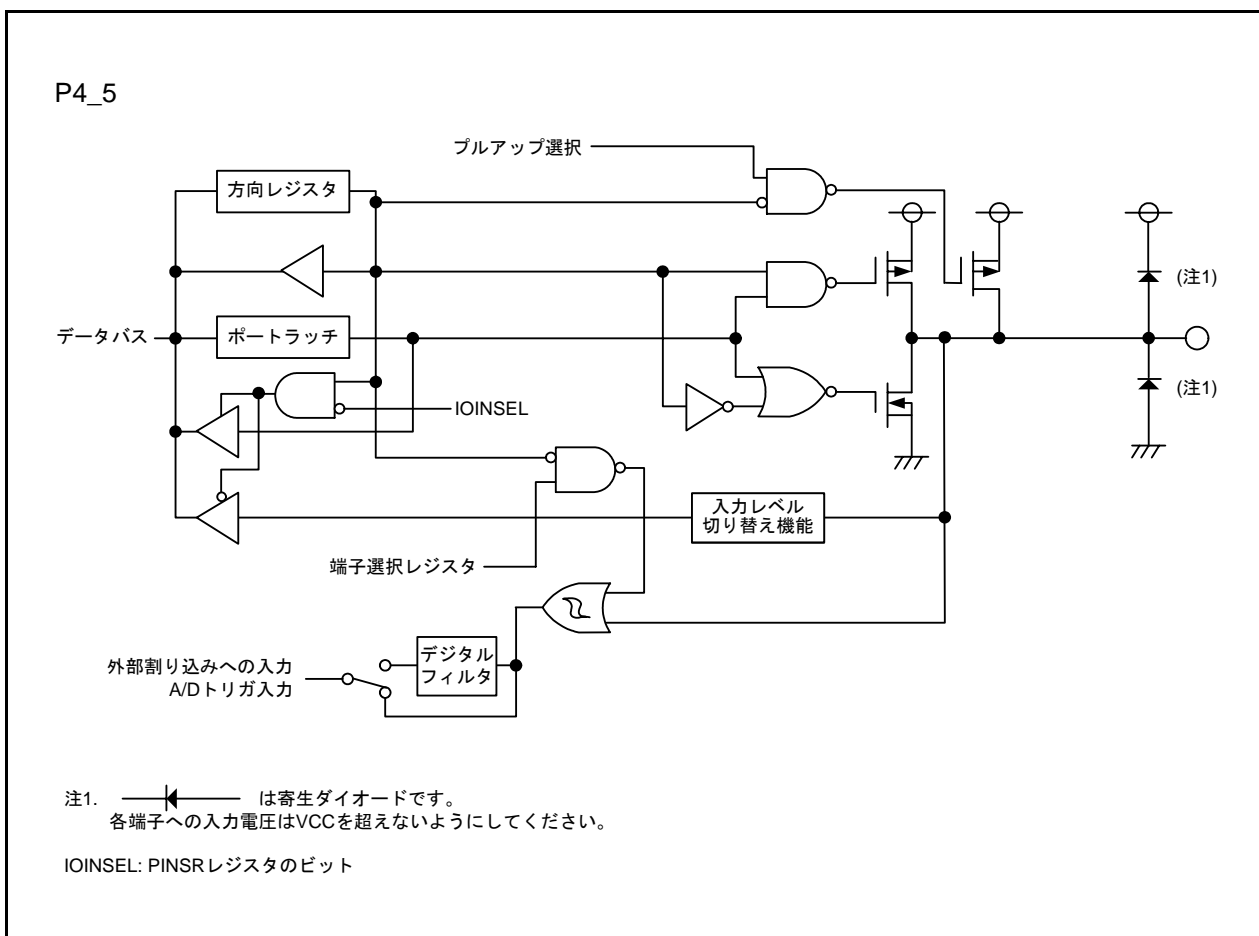 P4_5
プルアップ選択
方向レジスタ
(注1)
データバス
ポートラッチ
(注1)
IOINSEL
入力レベル
切り替え機能
端子選択レジスタ
デジタル
フィルタ
外部割り込みへの入力
A/Dトリガ入力
注1. は寄生ダイオードです。
各端子への入力電圧はVCCを超えないようにしてください。
IOINSEL: PINSRレジスタのビット